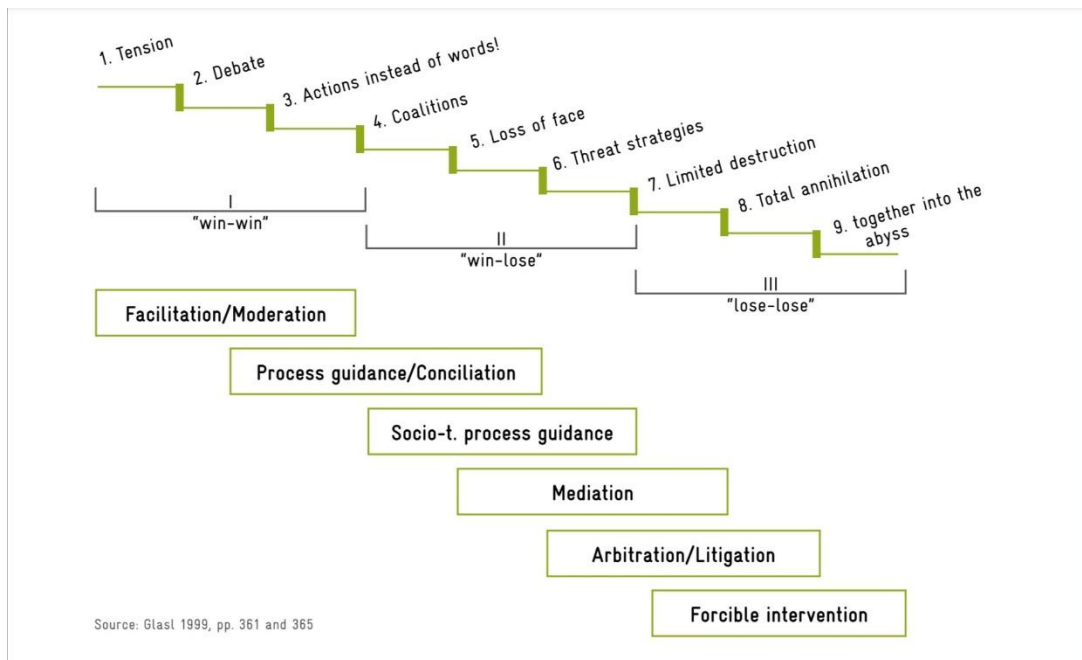 1. Tension
2. Debate
3. Actions instead of words!
4. Coalitions
5. Loss of face
6. Threat strategies
7. Limited destruction
8. Total annihilation
9. together into the
abyss
I
"win-win"
II
"win-lose"
III
"lose-lose"
Facilitation/Moderation
Process guidance/Conciliation
Socio-t. process guidance
Mediation
Arbitration/Litigation
Forcible intervention
Source: Glasl 1999, pp. 361 and 365